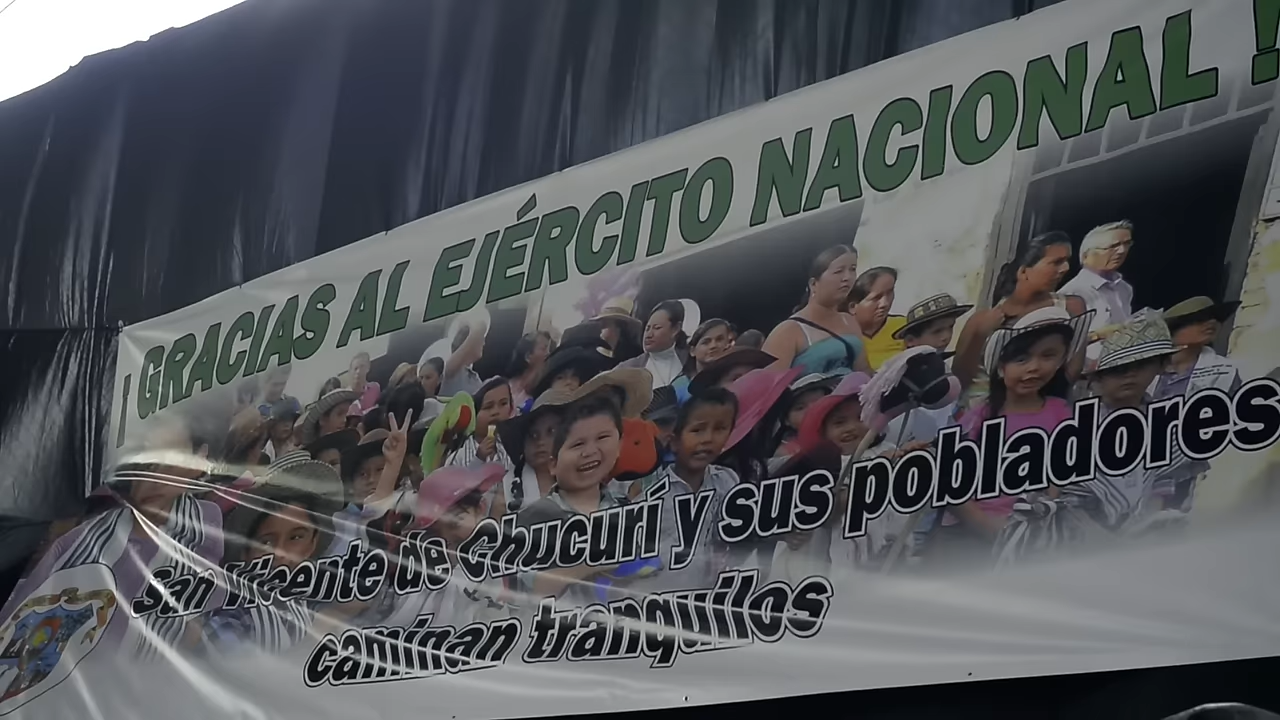 ¡ GRACIAS AL EJÉRCITO NACIONAL !
San Vicente de Chucurí y sus pobladores
caminan tranquilos